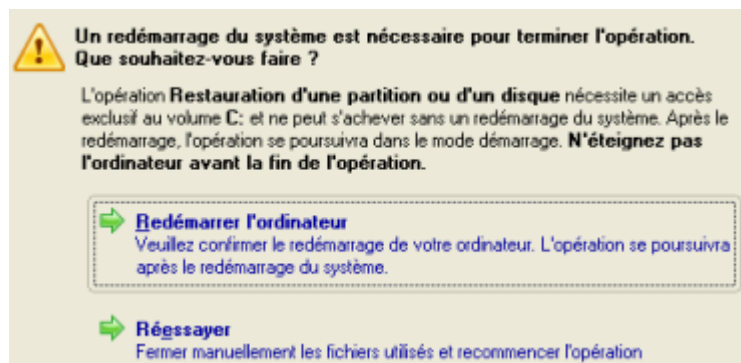 Un redémarrage du système est nécessaire pour terminer l'opération.
Que souhaitez-vous faire ?
L'opération Restauration d'une partition ou d'un disque nécessite un accès
exclusif au volume C: et ne peut s'achever sans un redémarrage du système. Après le
redémarrage, l'opération se poursuivra dans le mode démarrage. N'éteignez pas
l'ordinateur avant la fin de l'opération.
Redémarrer l'ordinateur
Veuillez confirmer le redémarrage de votre ordinateur. L'opération se poursuivra
après le redémarrage du système.
Réessayer
Fermer manuellement les fichiers utilisés et recommencer l'opération